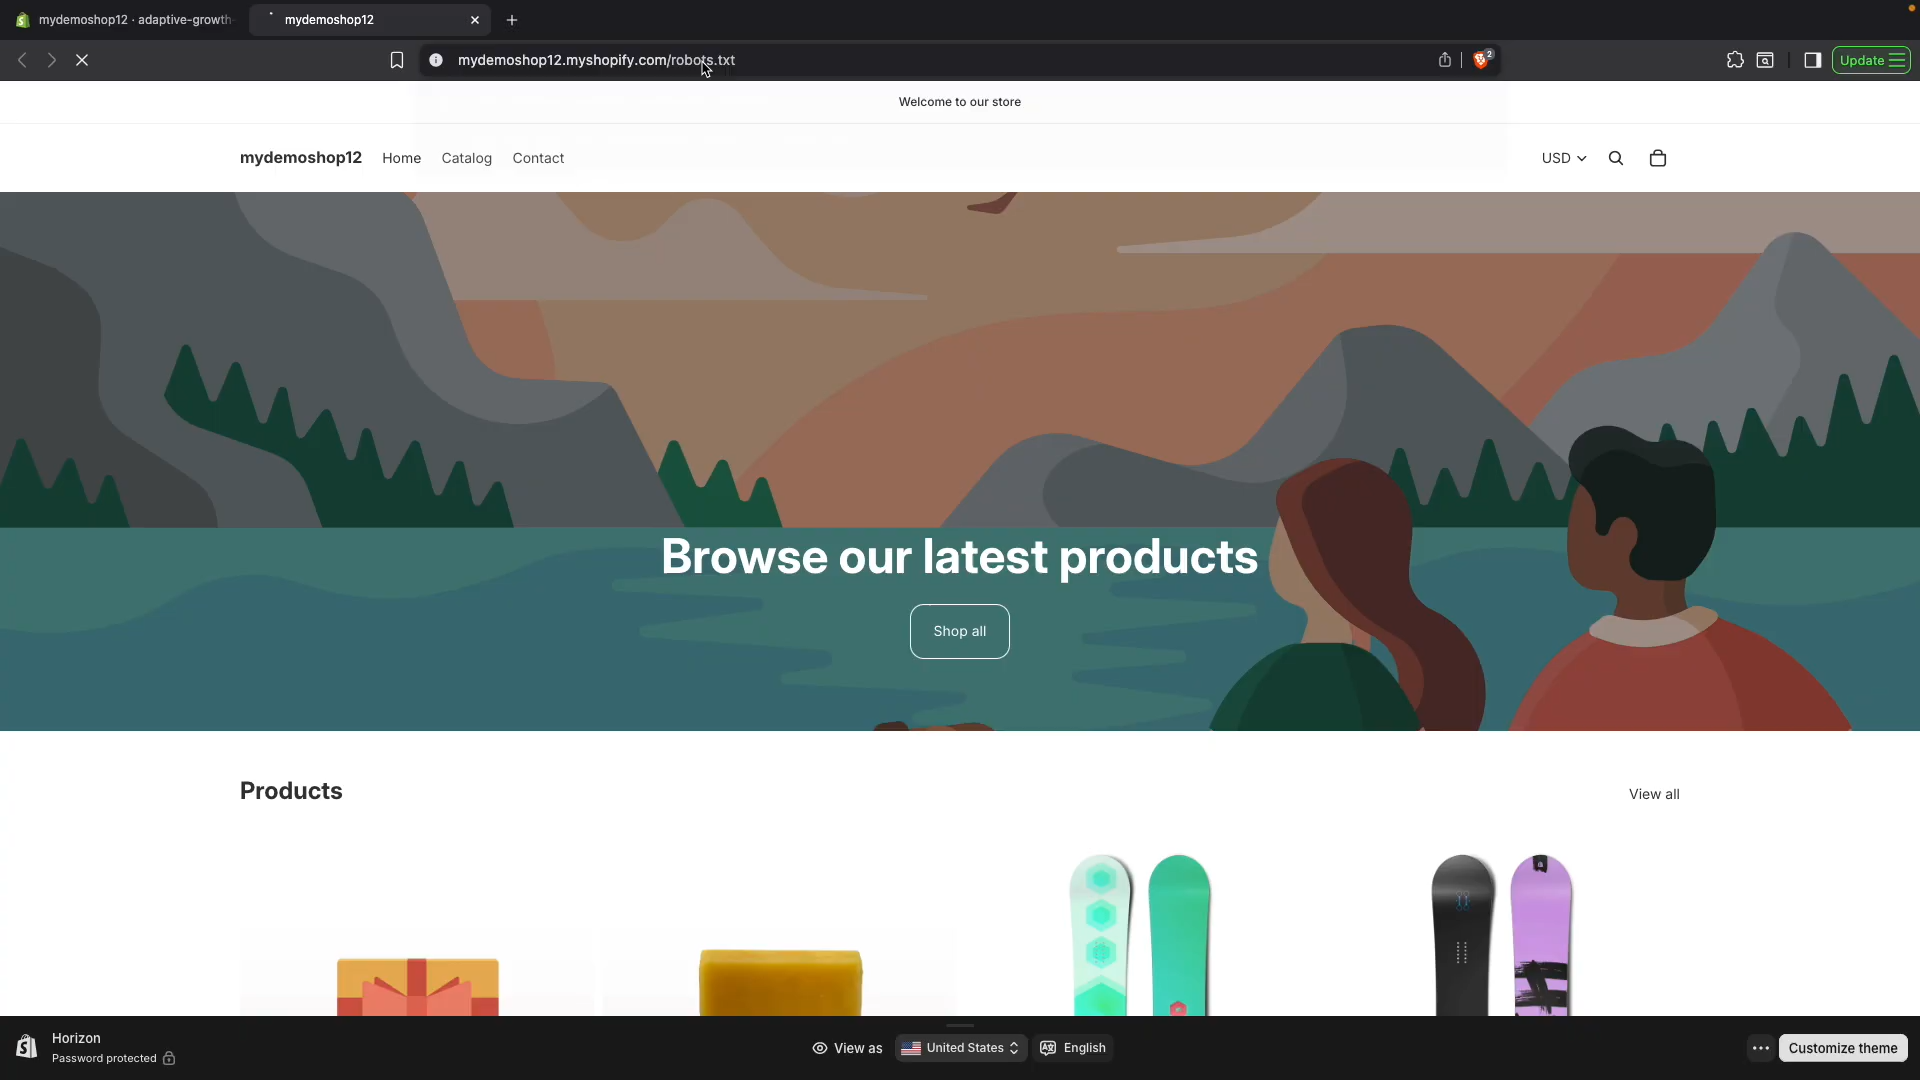 mydemoshop12 · adaptive-growth-
mydemoshop12
mydemoshop12.myshopify.com/robots.txt
2
Update
Welcome to our store
mydemoshop12
Home
Catalog
Contact
USD
Browse our latest products
Shop all
Products
View all
Horizon
Password protected
View as
United States
English
Customize theme